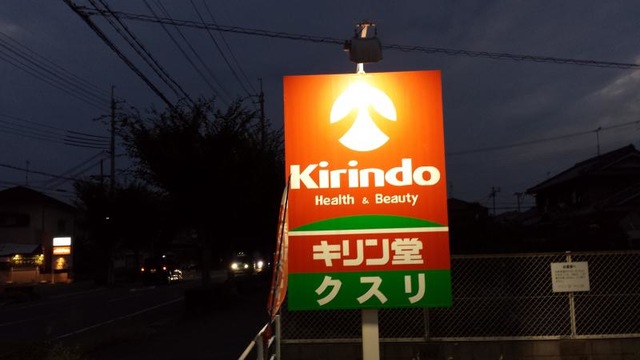 Kirindo
Health & Beauty
キリン堂
クスリ